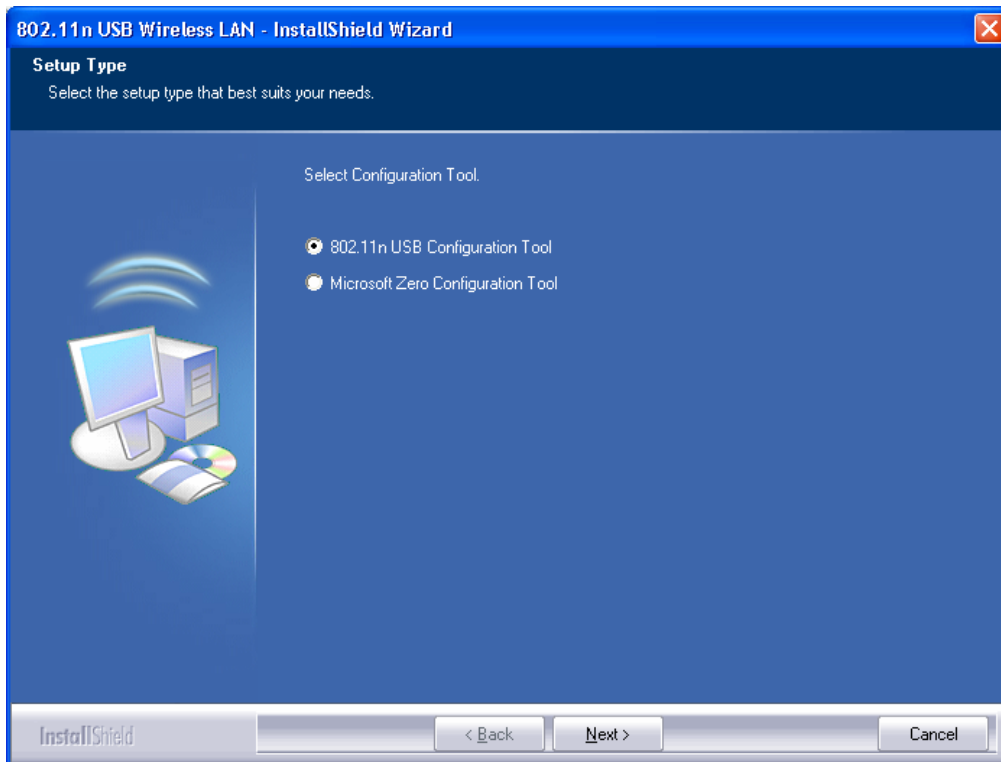 802.11n USB Wireless LAN - InstallShield Wizard
Setup Type
Select the setup type that best suits your needs.
Select Configuration Tool.
802.11n USB Configuration Tool
Microsoft Zero Configuration Tool
InstallShield
< Back
Next >
Cancel